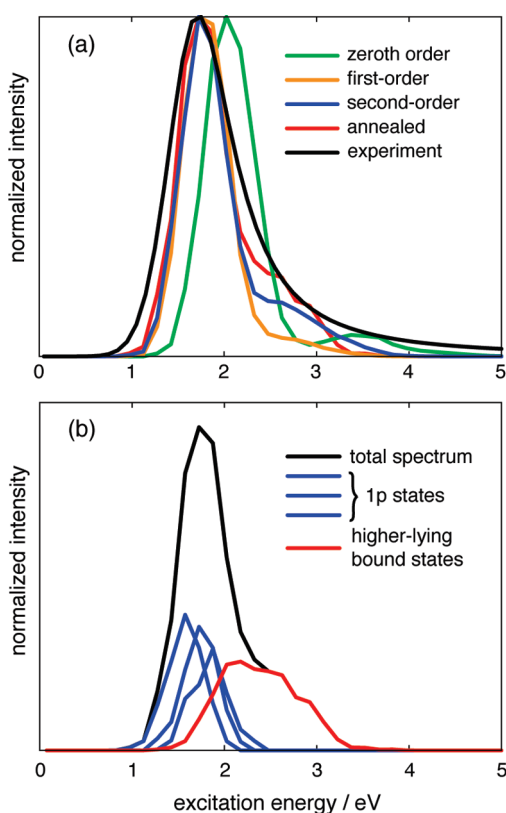 (a)
normalized intensity
zeroth order
first-order
second-order
annealed
experiment
0 1 2 3 4 5
(b)
normalized intensity
total spectrum
} 1p states
higher-lying
bound states
0 1 2 3 4 5
excitation energy / eV